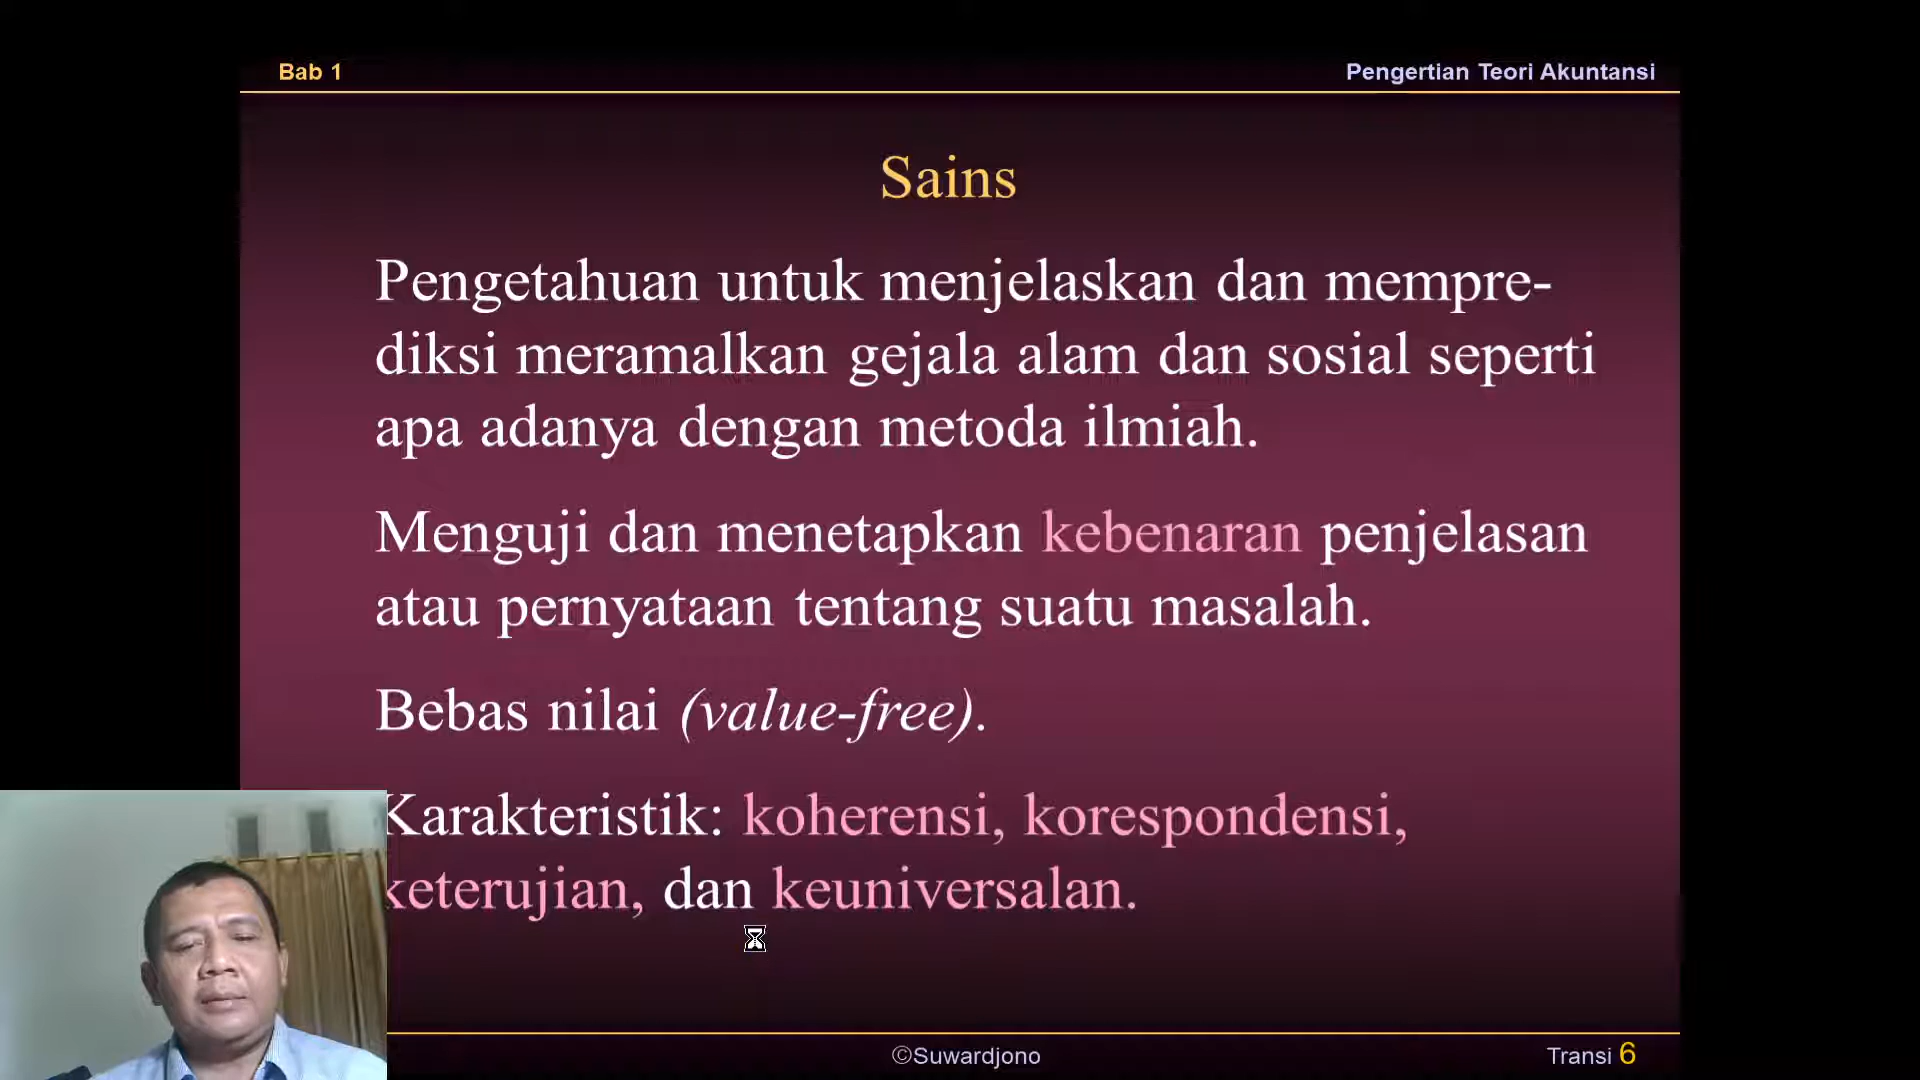 Bab 1
Pengertian Teori Akuntansi
Sains
Pengetahuan untuk menjelaskan dan mempre-
diksi meramalkan gejala alam dan sosial seperti
apa adanya dengan metoda ilmiah.
Menguji dan menetapkan kebenaran penjelasan
atau pernyataan tentang suatu masalah.
Bebas nilai (value-free).
Karakteristik: koherensi, korespondensi,
keterujian, dan keuniversalan.
©Suwardjono
Transi 6